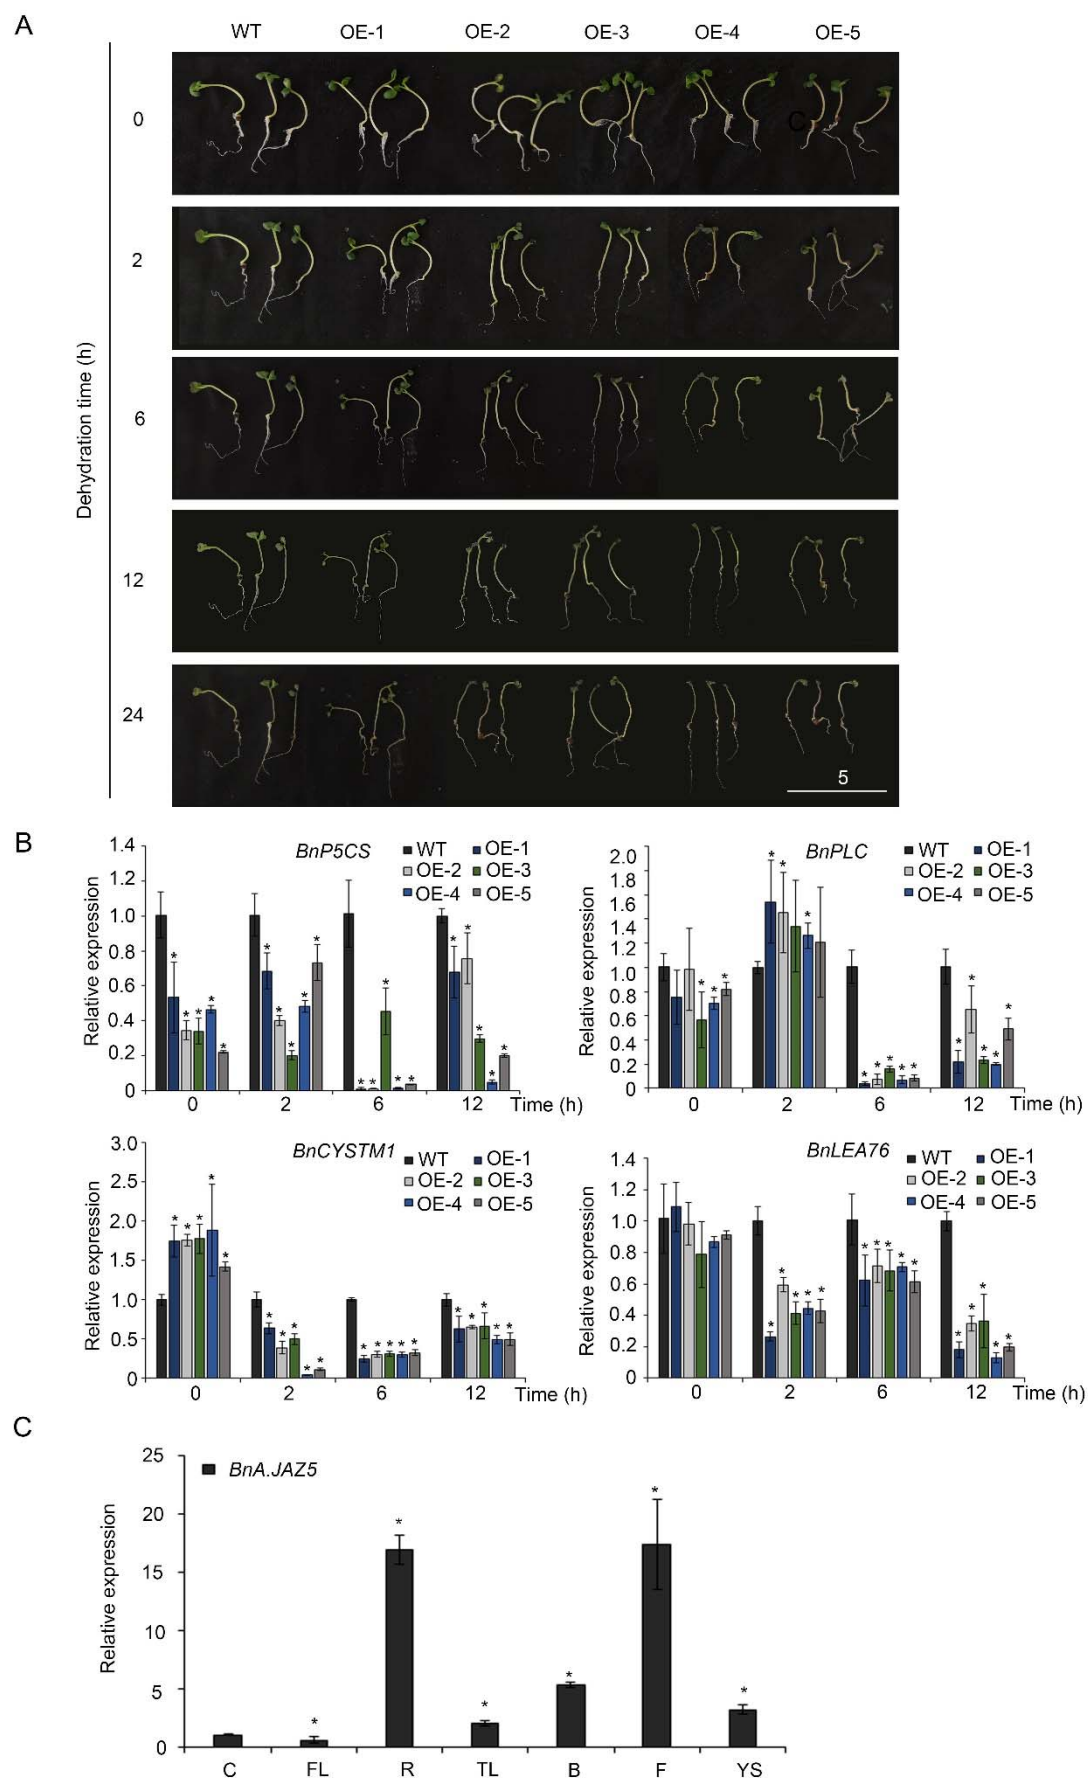 A
WT OE-1 OE-2 OE-3 OE-4 OE-5
Dehydration time (h)
0
C
2
6
12
24
5
B
BnP5CS
WT OE-1
OE-2 OE-3
OE-4 OE-5
Relative expression
1.4
1.2
1.0
0.8
0.6
0.4
0.2
0
* * * * *
* * * * *
* * * * *
* * * * *
0 2 6 12 Time (h)
BnPLC
WT OE-1
OE-2 OE-3
OE-4 OE-5
Relative expression
2.0
1.6
1.4
1.2
1.0
0.8
0.6
0.4
0.2
0
* * *
* * *
* * * * *
* * * * *
0 2 6 12 Time (h)
BnCYSTM1
WT OE-1
OE-2 OE-3
OE-4 OE-5
Relative expression
3.0
2.5
2.0
1.5
1.0
0.5
0
* * * * *
* * * * *
* * * * *
* * * * *
0 2 6 12 Time (h)
BnLEA76
WT OE-1
OE-2 OE-3
OE-4 OE-5
Relative expression
1.4
1.2
1.0
0.8
0.6
0.4
0.2
0
* * * * *
* * * * *
* * * * *
0 2 6 12 Time (h)
C
BnA.JAZ5
Relative expression
25
20
15
10
5
0
* * * * * *
C FL R TL B F YS